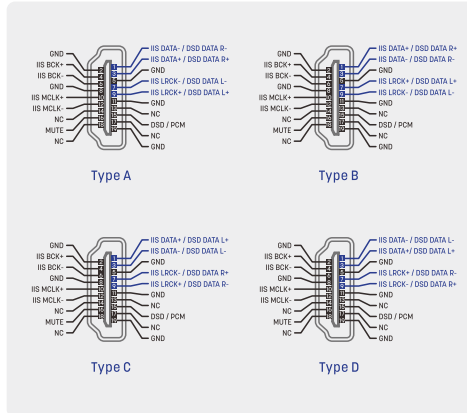 GND
IIS BCK+
IIS BCK-
GND
IIS MCLK+
IIS MCLK-
NC
MUTE
NC
IIS DATA- / DSD DATA R-
IIS DATA+ / DSD DATA R+
GND
IIS LRCK- / DSD DATA L-
IIS LRCK+ / DSD DATA L+
GND
NC
DSD / PCM
NC
GND
Type A
GND
IIS BCK+
IIS BCK-
GND
IIS MCLK+
IIS MCLK-
NC
MUTE
NC
IIS DATA+ / DSD DATA R+
IIS DATA- / DSD DATA R-
GND
IIS LRCK+ / DSD DATA L+
IIS LRCK- / DSD DATA L-
GND
NC
DSD / PCM
NC
GND
Type B
GND
IIS BCK+
IIS BCK-
GND
IIS MCLK+
IIS MCLK-
NC
MUTE
NC
IIS DATA+ / DSD DATA L+
IIS DATA- / DSD DATA L-
GND
IIS LRCK- / DSD DATA R+
IIS LRCK+ / DSD DATA R-
GND
NC
DSD / PCM
NC
GND
Type C
GND
IIS BCK+
IIS BCK-
GND
IIS MCLK+
IIS MCLK-
NC
MUTE
NC
IIS DATA+ / DSD DATA L-
IIS DATA- / DSD DATA L+
GND
IIS LRCK+ / DSD DATA R-
IIS LRCK- / DSD DATA R+
GND
NC
DSD / PCM
NC
GND
Type D